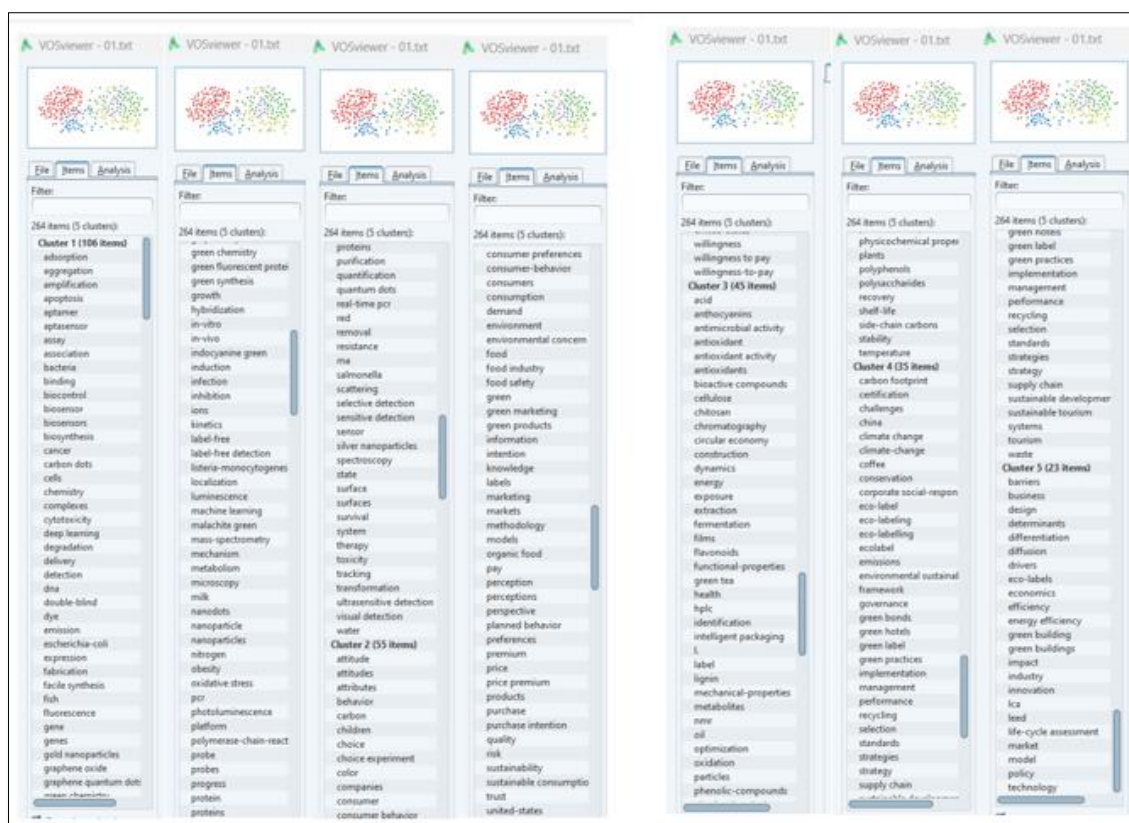 VOSviewer - 01.txt
File Items Analysis
Filter:
264 items (5 clusters):
Cluster 1 (106 items)
adsorption
aggregation
amplification
apoptosis
aptamer
aptasensor
assay
association
bacteria
binding
biocontrol
biosensor
biosensors
biosynthesis
cancer
carbon dots
cells
chemistry
complexes
cytotoxicity
deep learning
degradation
delivery
detection
dna
double-blind
dye
emission
escherichia-coli
expression
fabrication
facile synthesis
fish
fluorescence
gene
genes
gold nanoparticles
graphene oxide
graphene quantum dots
green chemistry
VOSviewer - 01.txt
File Items Analysis
Filter:
264 items (5 clusters):
green chemistry
green fluorescent protei
green synthesis
growth
hybridization
in-vitro
in-vivo
indocyanine green
induction
infection
inhibition
ions
kinetics
label-free
label-free detection
listeria-monocytogenes
localization
luminescence
machine learning
malachite green
mass-spectrometry
mechanism
metabolism
microscopy
milk
nanodots
nanoparticle
nanoparticles
nitrogen
obesity
oxidative stress
pcr
photoluminescence
platform
polymerase-chain-react
probe
probes
progress
protein
proteins
VOSviewer - 01.txt
File Items Analysis
Filter:
264 items (5 clusters):
proteins
purification
quantification
quantum dots
real-time pcr
red
removal
resistance
rna
salmonella
scattering
selective detection
sensitive detection
sensor
silver nanoparticles
spectroscopy
state
surface
surfaces
survival
system
therapy
toxicity
tracking
transformation
ultrasensitive detection
visual detection
water
Cluster 2 (55 items)
attitude
attitudes
attributes
behavior
carbon
children
choice
choice experiment
color
companies
consumer
consumer behavior
VOSviewer - 01.txt
File Items Analysis
Filter:
264 items (5 clusters):
consumer preferences
consumer-behavior
consumers
consumption
demand
environment
environmental concern
food
food industry
food safety
green
green marketing
green products
information
intention
knowledge
labels
marketing
markets
methodology
models
organic food
pay
perception
perceptions
perspective
planned behavior
preferences
premium
price
price premium
products
purchase
purchase intention
quality
risk
sustainability
sustainable consumptio
trust
united-states
VOSviewer - 01.txt
File Items Analysis
Filter:
264 items (5 clusters):
willingness
willingness to pay
willingness-to-pay
Cluster 3 (45 items)
acid
anthocyanins
antimicrobial activity
antioxidant
antioxidant activity
antioxidants
bioactive compounds
cellulose
chitosan
chromatography
circular economy
construction
dynamics
energy
exposure
extraction
fermentation
films
flavonoids
functional-properties
green tea
health
hplc
identification
intelligent packaging
L
label
lignin
mechanical-properties
metabolites
nmr
oil
optimization
oxidation
particles
phenolic-compounds
VOSviewer - 01.txt
File Items Analysis
Filter:
264 items (5 clusters):
physicochemical proper
plants
polyphenols
polysaccharides
recovery
shelf-life
side-chain carbons
stability
temperature
Cluster 4 (35 items)
carbon footprint
certification
challenges
china
climate change
climate-change
coffee
conservation
corporate social-respon
eco-label
eco-labeling
eco-labelling
ecolabel
emissions
environmental sustainal
framework
governance
green bonds
green hotels
green label
green practices
implementation
management
performance
recycling
selection
standards
strategies
strategy
supply chain
VOSviewer - 01.txt
File Items Analysis
Filter:
264 items (5 clusters):
green hotels
green label
green practices
implementation
management
performance
recycling
selection
standards
strategies
strategy
supply chain
sustainable developmer
sustainable tourism
systems
tourism
waste
Cluster 5 (23 items)
barriers
business
design
determinants
differentiation
diffusion
drivers
eco-labels
economics
efficiency
energy efficiency
green building
green buildings
impact
industry
innovation
lca
leed
life-cycle assessment
market
model
policy
technology